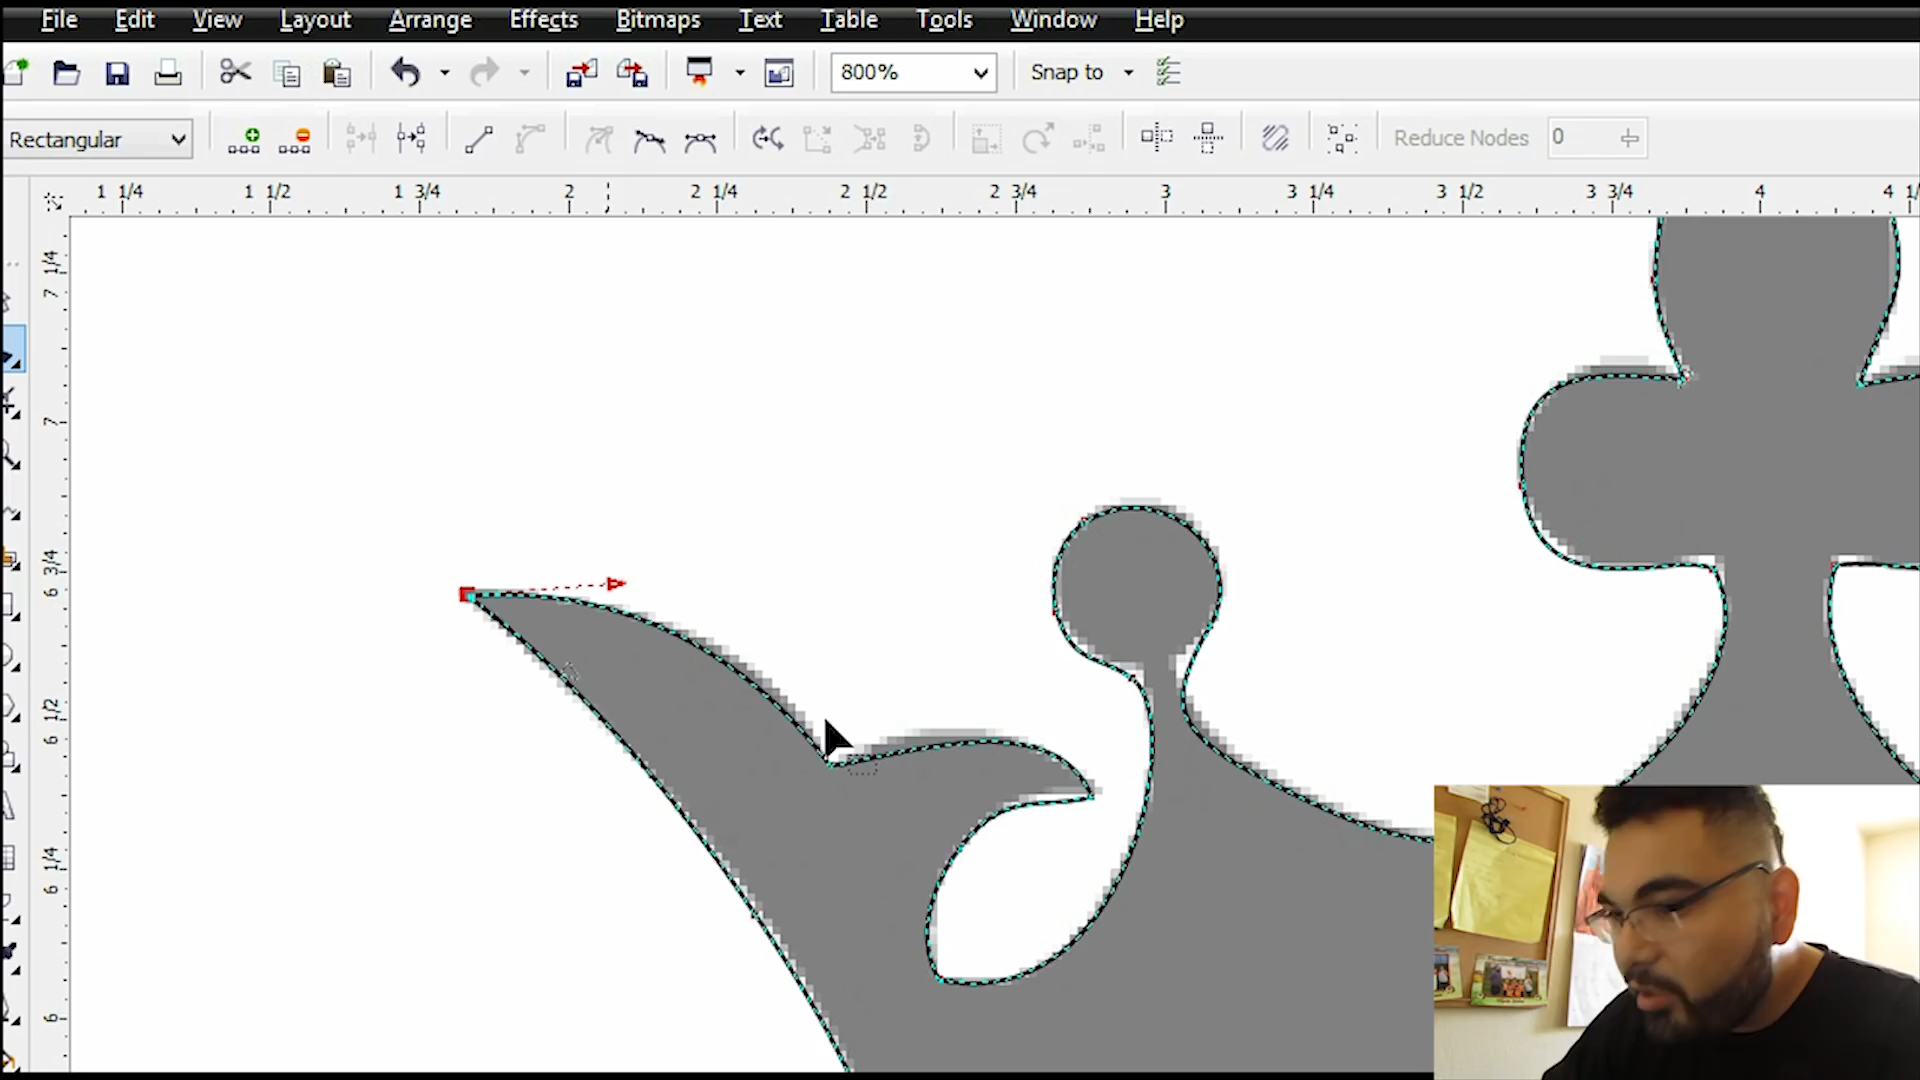 File Edit View Layout Arrange Effects Bitmaps Text Table Tools Window Help
800% Snap to
Rectangular Reduce Nodes 0
1 1/4 1 1/2 1 3/4 2 2 1/4 2 1/2 2 3/4 3 3 1/4 3 1/2 3 3/4 4
7 1/4
7
6 3/4
6 1/2
6 1/4
6